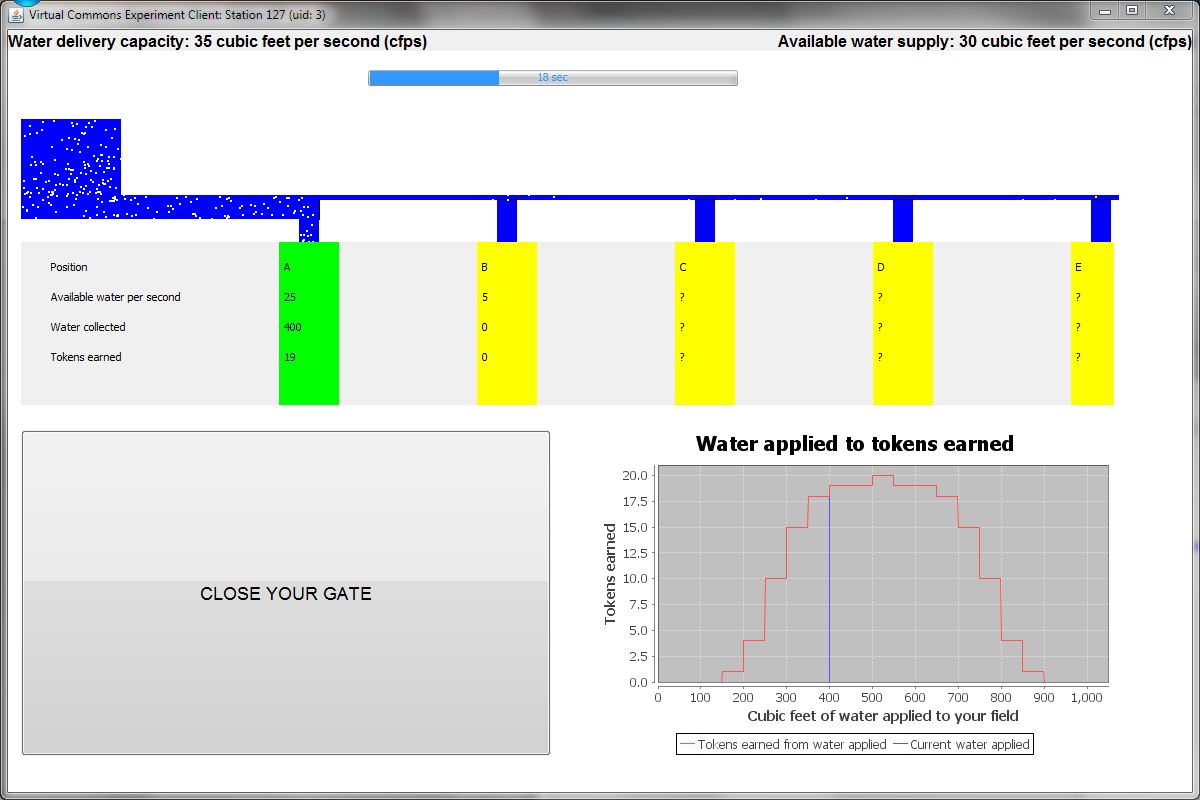 Virtual Commons Experiment Client: Station 127 (uid: 3)
Water delivery capacity: 35 cubic feet per second (cfps)
Available water supply: 30 cubic feet per second (cfps)
18 sec
Position A B C D E
Available water per second 25 5 ? ? ?
Water collected 400 0 ? ? ?
Tokens earned 19 0 ? ? ?
CLOSE YOUR GATE
Water applied to tokens earned
Tokens earned
20.0
17.5
15.0
12.5
10.0
7.5
5.0
2.5
0.0
0 100 200 300 400 500 600 700 800 900 1,000
Cubic feet of water applied to your field
Tokens earned from water applied Current water applied